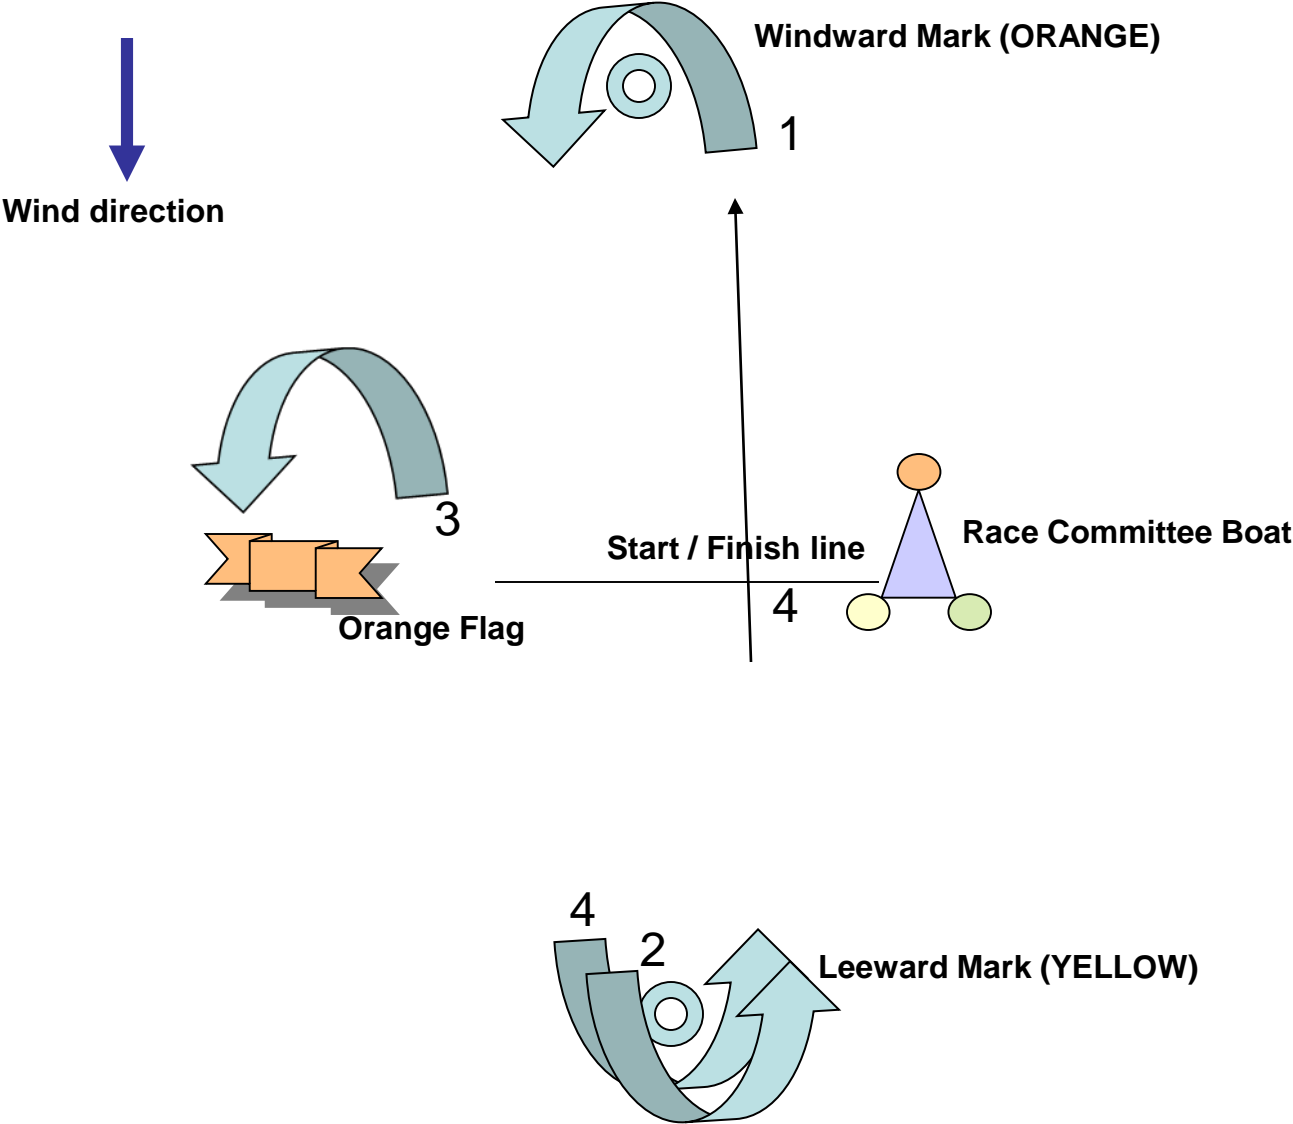 Windward Mark (ORANGE)
1
Wind direction
3
Start / Finish line
Race Committee Boat
4
Orange Flag
4
2
Leeward Mark (YELLOW)